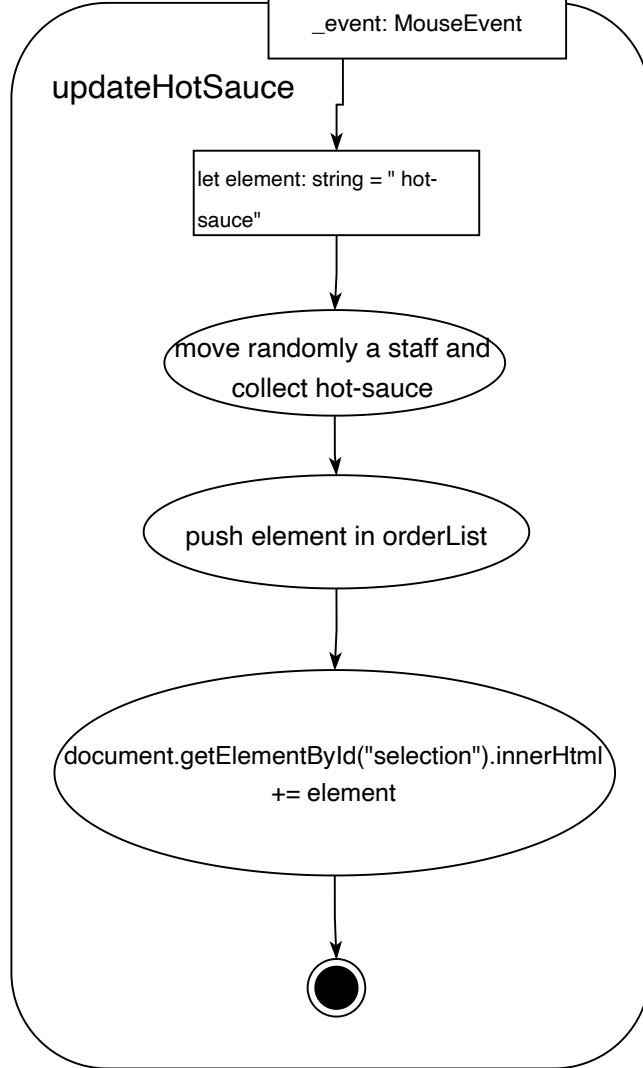 _event: MouseEvent
updateHotSauce
let element: string = " hot-
sauce"
move randomly a staff and
collect hot-sauce
push element in orderList
document.getElementById("selection").innerHtml
+= element